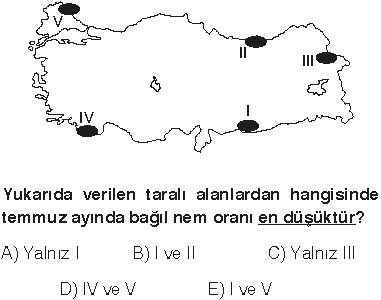 V
II
III
IV
I
Yukarıda verilen taralı alanlardan hangisinde
temmuz ayında bağıl nem oranı en düşüktür?
A) Yalnız I B) I ve II C) Yalnız III
D) IV ve V E) I ve V